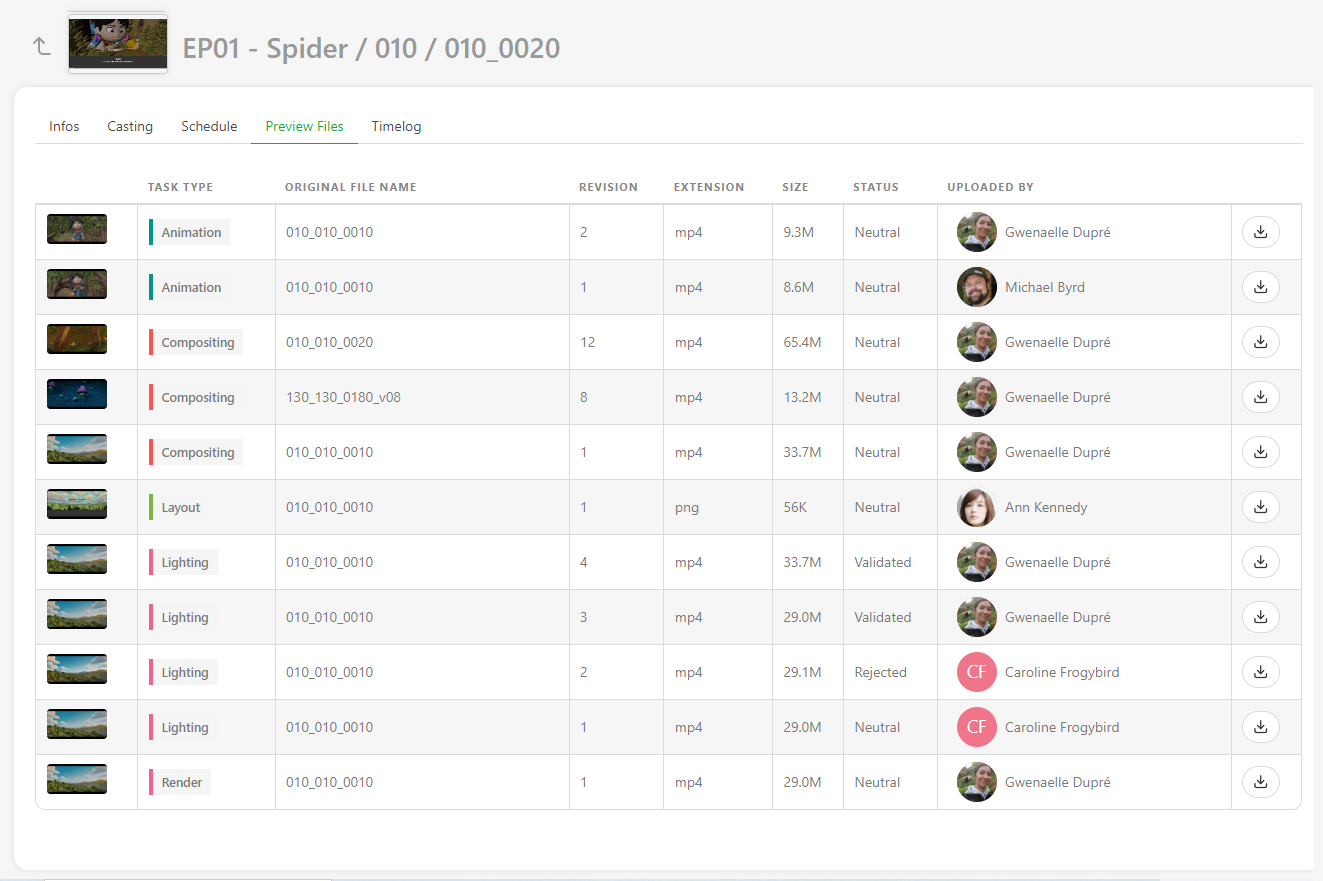 EP01 - Spider / 010 / 010_0020
Infos Casting Schedule Preview Files Timelog
TASK TYPE ORIGINAL FILE NAME REVISION EXTENSION SIZE STATUS UPLOADED BY
Animation 010_010_0010 2 mp4 9.3M Neutral Gwenaelle Dupré
Animation 010_010_0010 1 mp4 8.6M Neutral Michael Byrd
Compositing 010_010_0020 12 mp4 65.4M Neutral Gwenaelle Dupré
Compositing 130_130_0180_v08 8 mp4 13.2M Neutral Gwenaelle Dupré
Compositing 010_010_0010 1 mp4 33.7M Neutral Gwenaelle Dupré
Layout 010_010_0010 1 png 56K Neutral Ann Kennedy
Lighting 010_010_0010 4 mp4 33.7M Validated Gwenaelle Dupré
Lighting 010_010_0010 3 mp4 29.0M Validated Gwenaelle Dupré
Lighting 010_010_0010 2 mp4 29.1M Rejected CF Caroline Frogybird
Lighting 010_010_0010 1 mp4 29.0M Neutral CF Caroline Frogybird
Render 010_010_0010 1 mp4 29.0M Neutral Gwenaelle Dupré